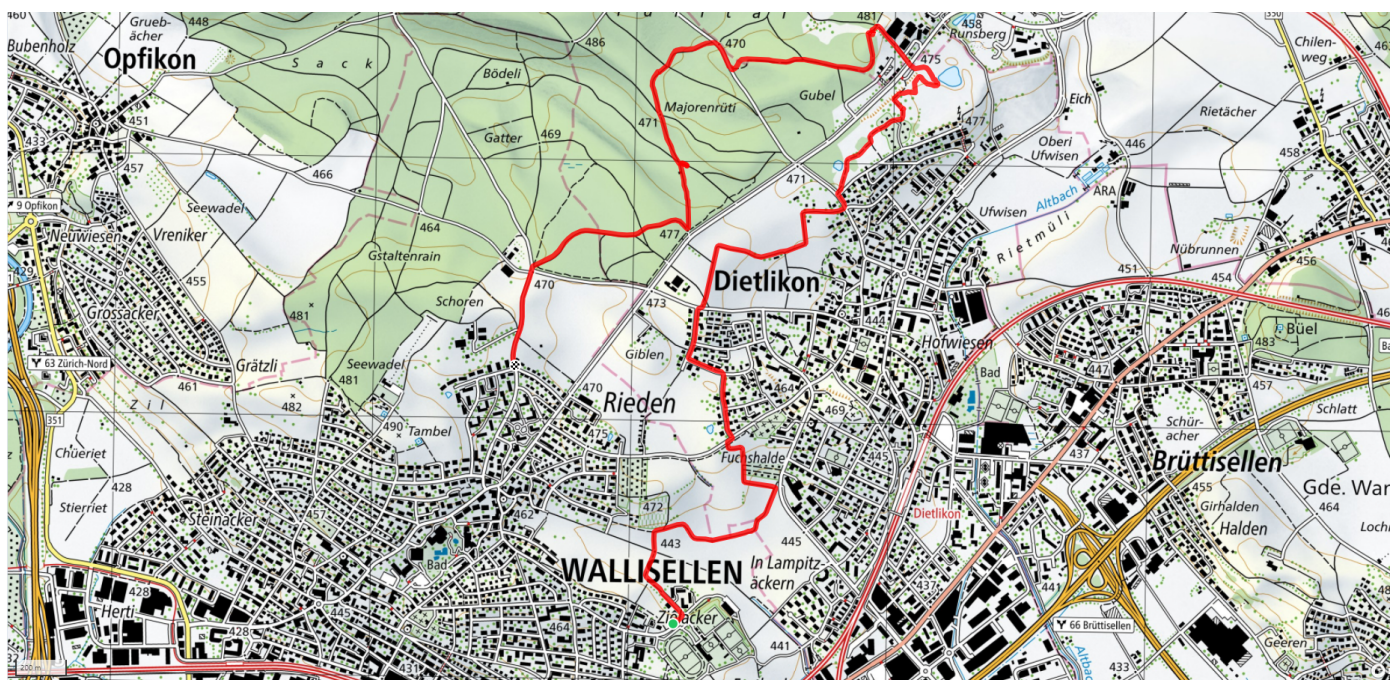 460
Grueb-
ächer
448
Bubenholz
Opfikon
Sack
486
Bödeli
470
481
458
Runsberg
475
350
Chilen-
weg
451
433
457
Gatter
469
471
Majorenrüti
Gubel
477
Eich
Rietächer
Oberi
Ufwisen
446
458
466
Seewadel
9 Opfikon
Neuwiesen
Vreniker
464
477
471
Altbach
ARA
Ufwisen
Rietmüli
Nübrunnen
456
429
Gstaltenrain
455
Grossacker
481
Schoren
470
473
Dietlikon
444
451
454
Büel
483
63 Zürich-Nord
Grätzli
461
Seewadel
481
Giblen
Hofwiesen
Bad
447
457
Zil
482
490
Tambel
470
Rieden
475
464
469
351
Chueriet
428
Stierriet
Schür-
acher
Schlatt
Fuchshalde
445
437
Brüttisellen
Steinacker
457
462
472
Dietlikon
455
Girhalden
Halden
Gde. War
464
Bad
443
445
WALLISELLEN
In Lampitz-
äckern
Herti
428
445
464
428
431
437
441
66 Brüttisellen
441
Altbach
433
Geeren
200 m